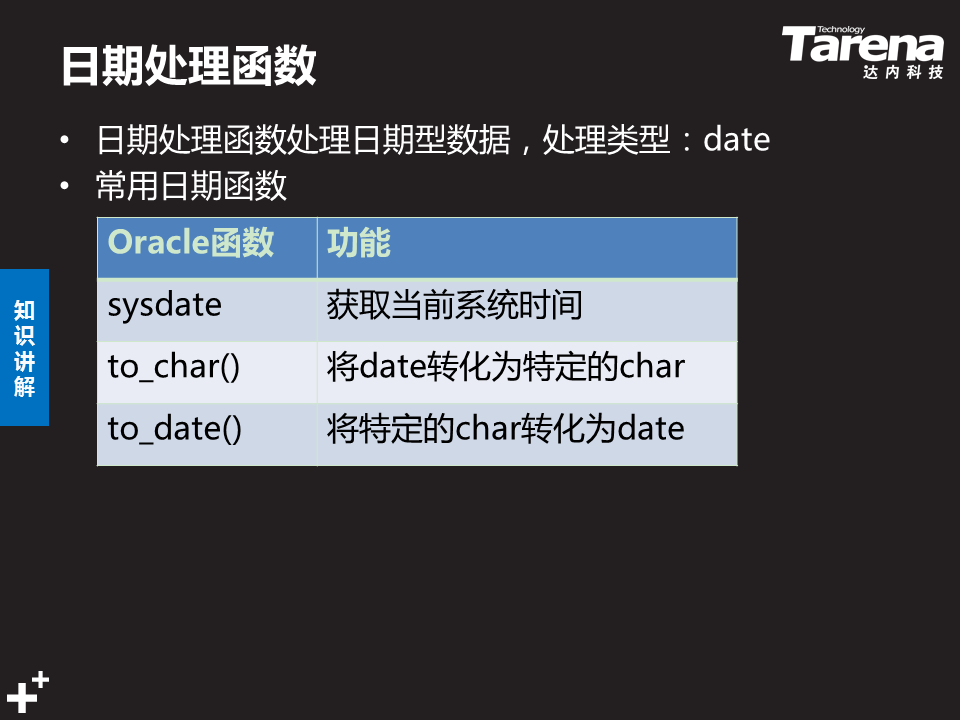 日期处理函数
Technology
Tarena
达内科技
• 日期处理函数处理日期型数据，处理类型：date
• 常用日期函数
Oracle函数 功能
sysdate 获取当前系统时间
to_char() 将date转化为特定的char
to_date() 将特定的char转化为date
知
识
讲
解